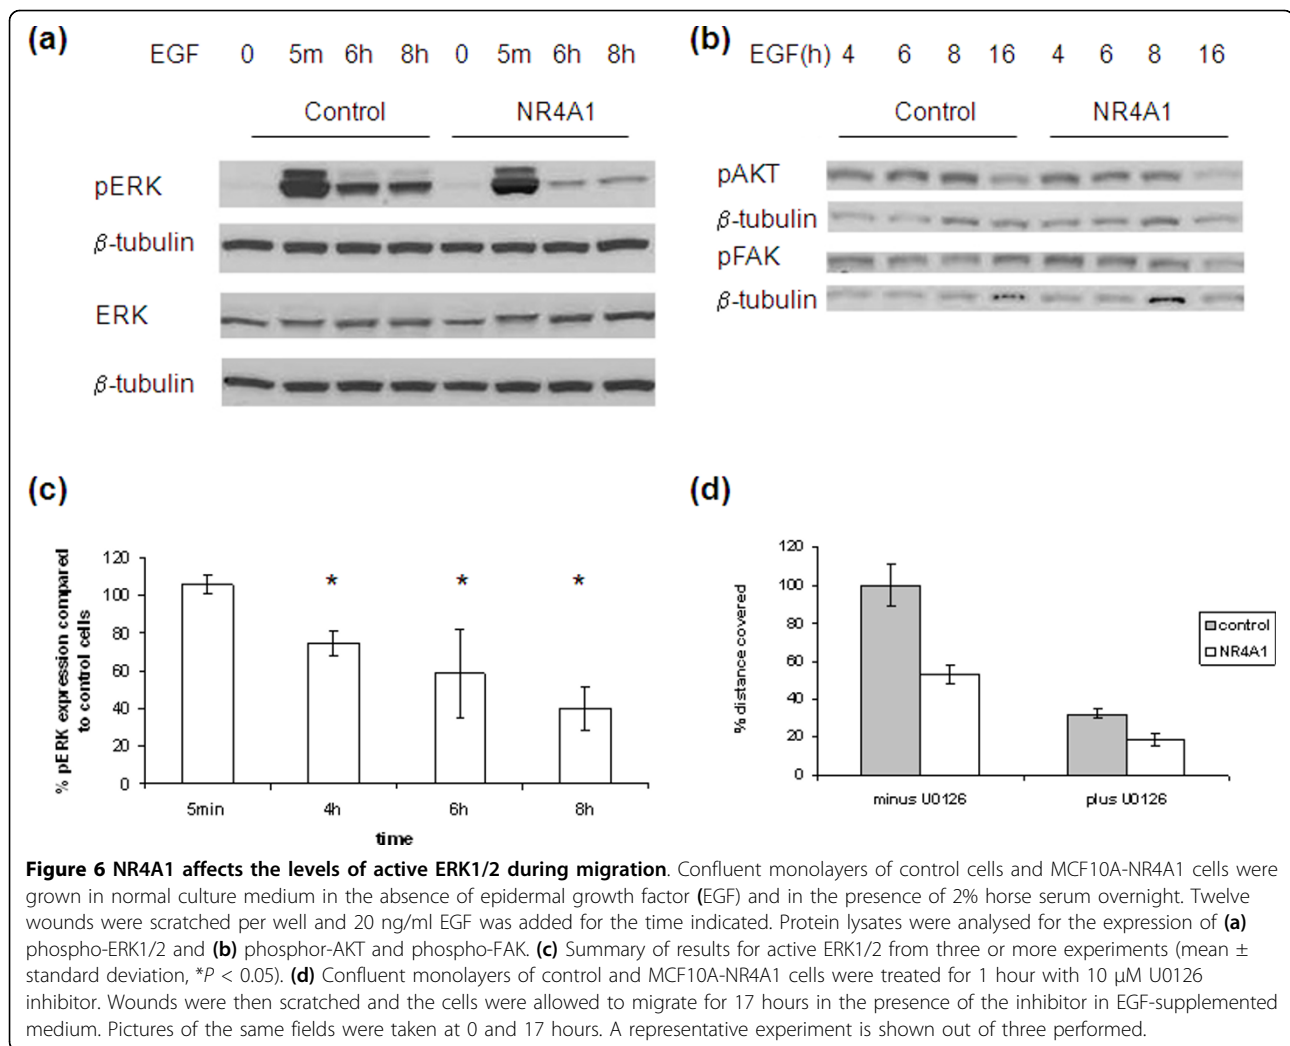 (a)
EGF 0 5m 6h 8h 0 5m 6h 8h
Control NR4A1
pERK
β-tubulin
ERK
β-tubulin
(b)
EGF(h) 4 6 8 16 4 6 8 16
Control NR4A1
pAKT
β-tubulin
pFAK
β-tubulin
(c)
% pERK expression compared
to control cells
120
100
80
60
40
20
0
* * *
5min 4h 6h 8h
time
(d)
% distance covered
120
100
80
60
40
20
0
minus U0126 plus U0126
control
NR4A1
Figure 6 NR4A1 affects the levels of active ERK1/2 during migration. Confluent monolayers of control cells and MCF10A-NR4A1 cells were
grown in normal culture medium in the absence of epidermal growth factor (EGF) and in the presence of 2% horse serum overnight. Twelve
wounds were scratched per well and 20 ng/ml EGF was added for the time indicated. Protein lysates were analysed for the expression of (a)
phospho-ERK1/2 and (b) phosphor-AKT and phospho-FAK. (c) Summary of results for active ERK1/2 from three or more experiments (mean ±
standard deviation, *P < 0.05). (d) Confluent monolayers of control and MCF10A-NR4A1 cells were treated for 1 hour with 10 μM U0126
inhibitor. Wounds were then scratched and the cells were allowed to migrate for 17 hours in the presence of the inhibitor in EGF-supplemented
medium. Pictures of the same fields were taken at 0 and 17 hours. A representative experiment is shown out of three performed.